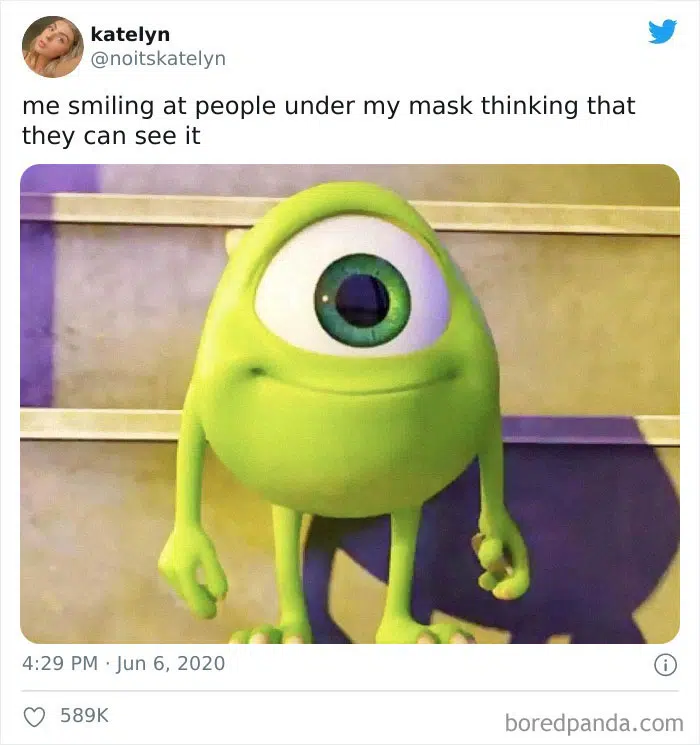 katelyn
@noitskatelyn
me smiling at people under my mask thinking that
they can see it
4:29 PM · Jun 6, 2020
589K
boredpanda.com